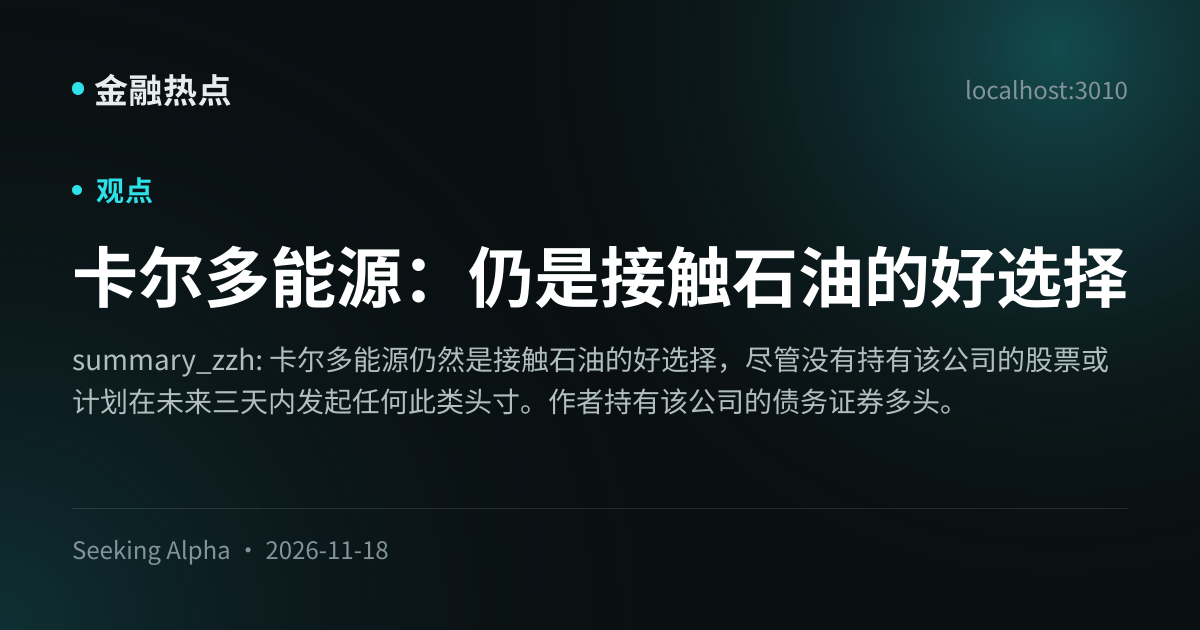 金融热点
localhost:3010
观点
卡尔多能源：仍是接触石油的好选择
summary_zzh: 卡尔多能源仍然是接触石油的好选择，尽管没有持有该公司的股票或
计划在未来三天内发起任何此类头寸。作者持有该公司的债务证券多头。
Seeking Alpha • 2026-11-18